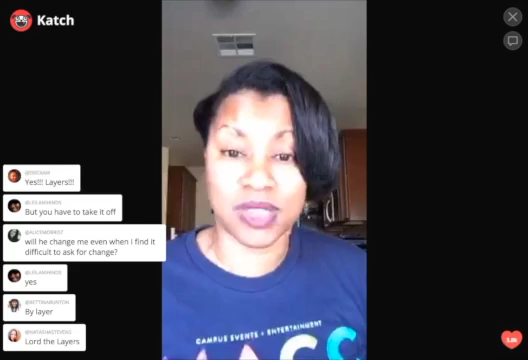 Katch
Yes!!! Layers!!!
But you have to take it off
will he change me even when I find it
difficult to ask for change?
yes
@BETTINABUNTON
By layer
Lord the Layers
CAMPUS EVENTS + ENTERTAINMENT